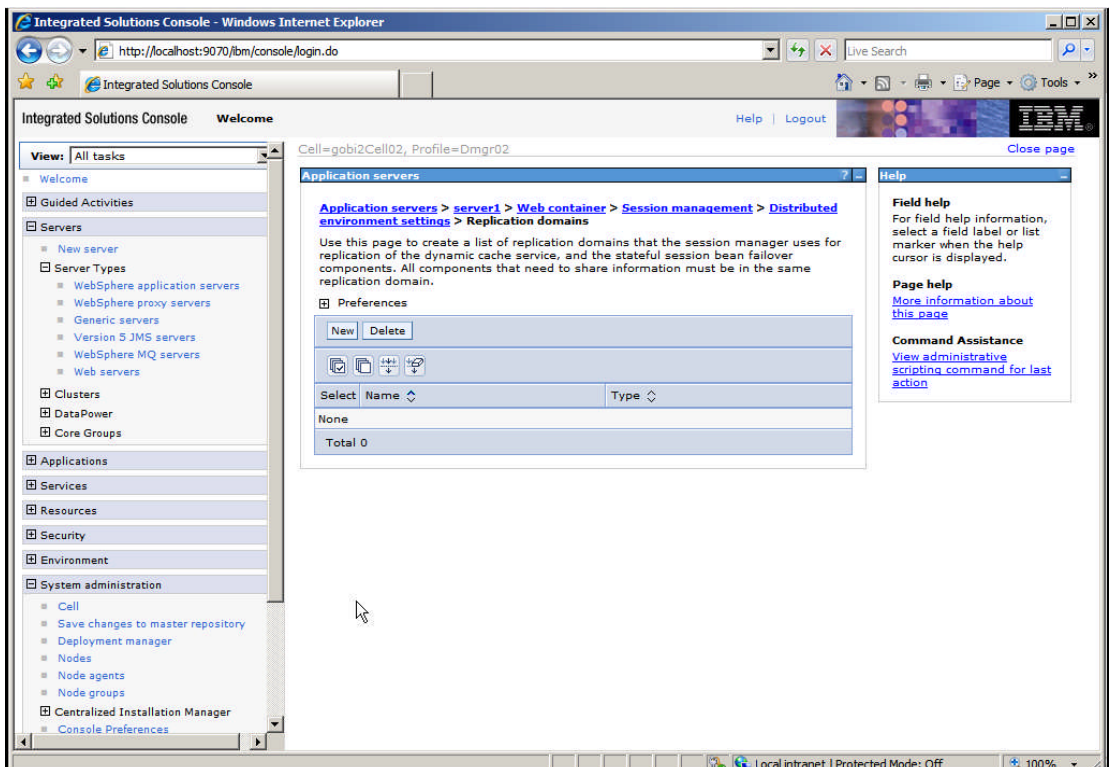 Integrated Solutions Console - Windows Internet Explorer
http://localhost:9070/ibm/console/login.do
Live Search
Integrated Solutions Console
Page
Tools
»
Integrated Solutions Console Welcome
Help | Logout
IBM®
View: All tasks
Welcome
Guided Activities
Servers
New server
Server Types
WebSphere application servers
WebSphere proxy servers
Generic servers
Version 5 JMS servers
WebSphere MQ servers
Web servers
Clusters
DataPower
Core Groups
Applications
Services
Resources
Security
Environment
System administration
Cell
Save changes to master repository
Deployment manager
Nodes
Node agents
Node groups
Centralized Installation Manager
Console Preferences
Cell=gobi2Cell02, Profile=Dmgr02
Close page
Application servers
?
Application servers > server1 > Web container > Session management > Distributed
environment settings > Replication domains
Use this page to create a list of replication domains that the session manager uses for
replication of the dynamic cache service, and the stateful session bean failover
components. All components that need to share information must be in the same
replication domain.
Preferences
New Delete
Select Name Type
None
Total 0
Help
Field help
For field help information,
select a field label or list
marker when the help
cursor is displayed.
Page help
More information about
this page
Command Assistance
View administrative
scripting command for last
action
Local intranet | Protected Mode: Off
100%